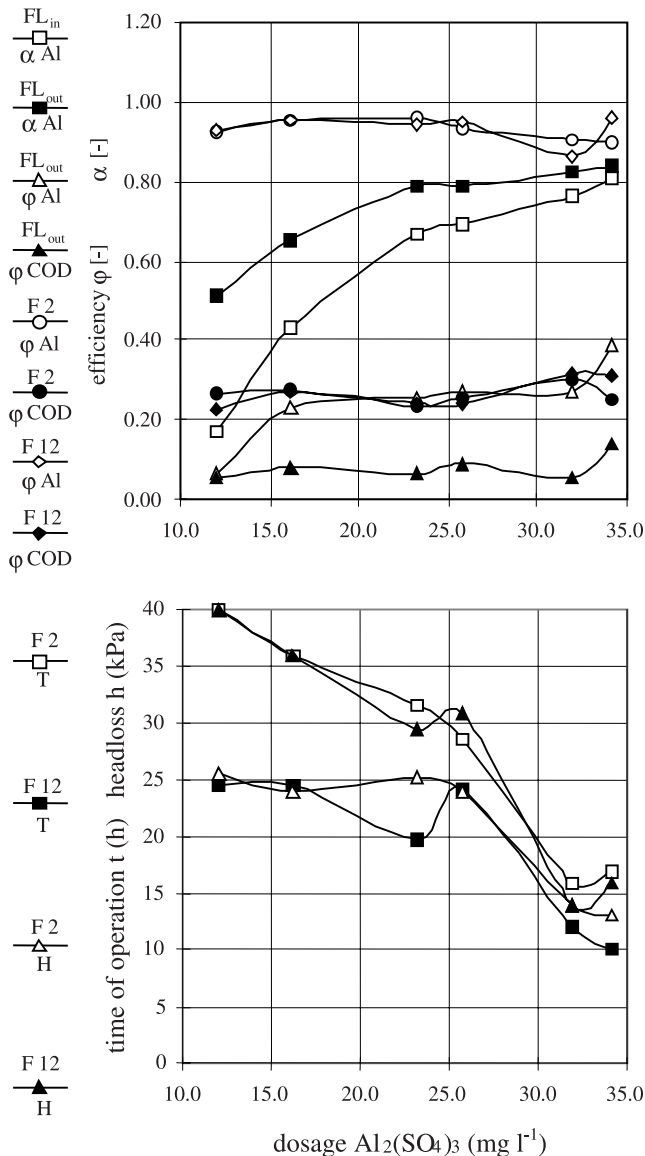 FLin
α Al
FLout
α Al
FLout
φ Al
FLout
φ COD
F 2
φ Al
F 2
φ COD
F 12
φ Al
F 12
φ COD
efficiency φ [-] α [-]
1.20
1.00
0.80
0.60
0.40
0.20
0.00
10.0 15.0 20.0 25.0 30.0 35.0
F 2
T
F 12
T
F 2
H
F 12
H
time of operation t (h) headloss h (kPa)
40
35
30
25
20
15
10
5
0
10.0 15.0 20.0 25.0 30.0 35.0
dosage Al2(SO4)3 (mg l-1)